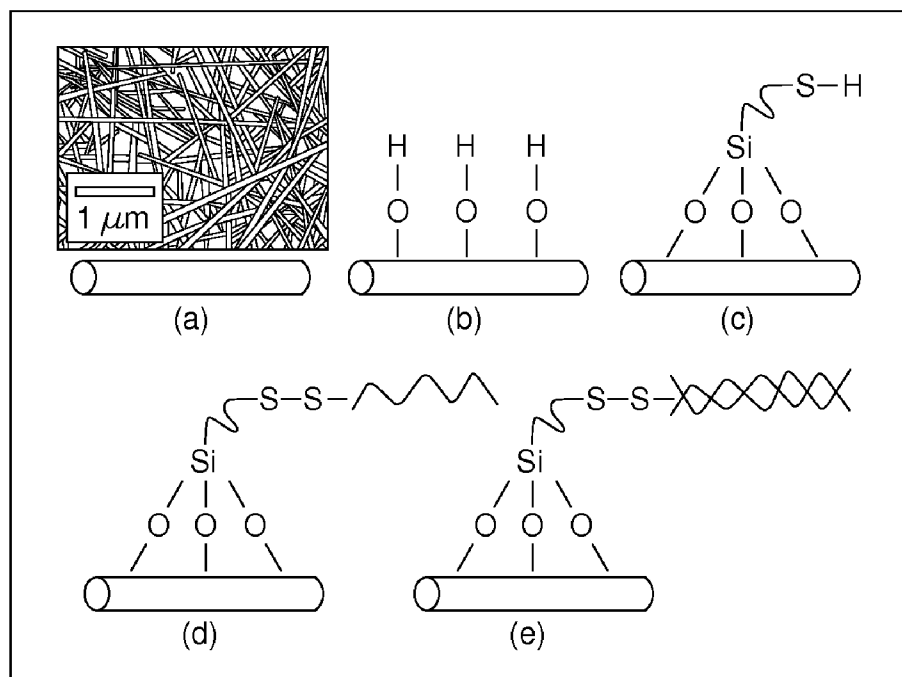 1 μm
(a)
H H H
O O O
(b)
S–H
Si
O O O
(c)
S–S
Si
O O O
(d)
S–S
Si
O O O
(e)